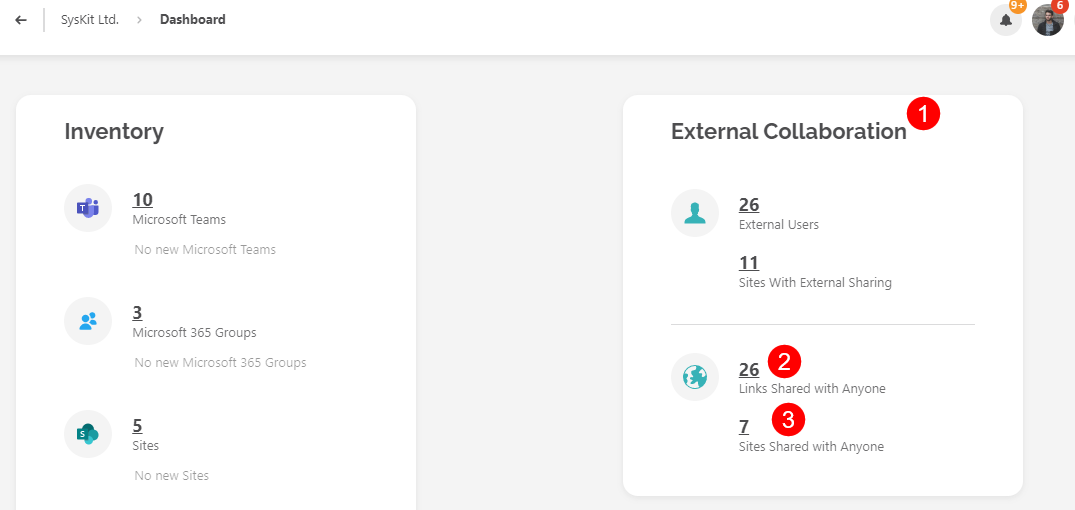 SysKit Ltd. > Dashboard
9+
6
Inventory
10
Microsoft Teams
No new Microsoft Teams
3
Microsoft 365 Groups
No new Microsoft 365 Groups
5
Sites
No new Sites
External Collaboration
1
26
External Users
11
Sites With External Sharing
26
2
Links Shared with Anyone
7
3
Sites Shared with Anyone